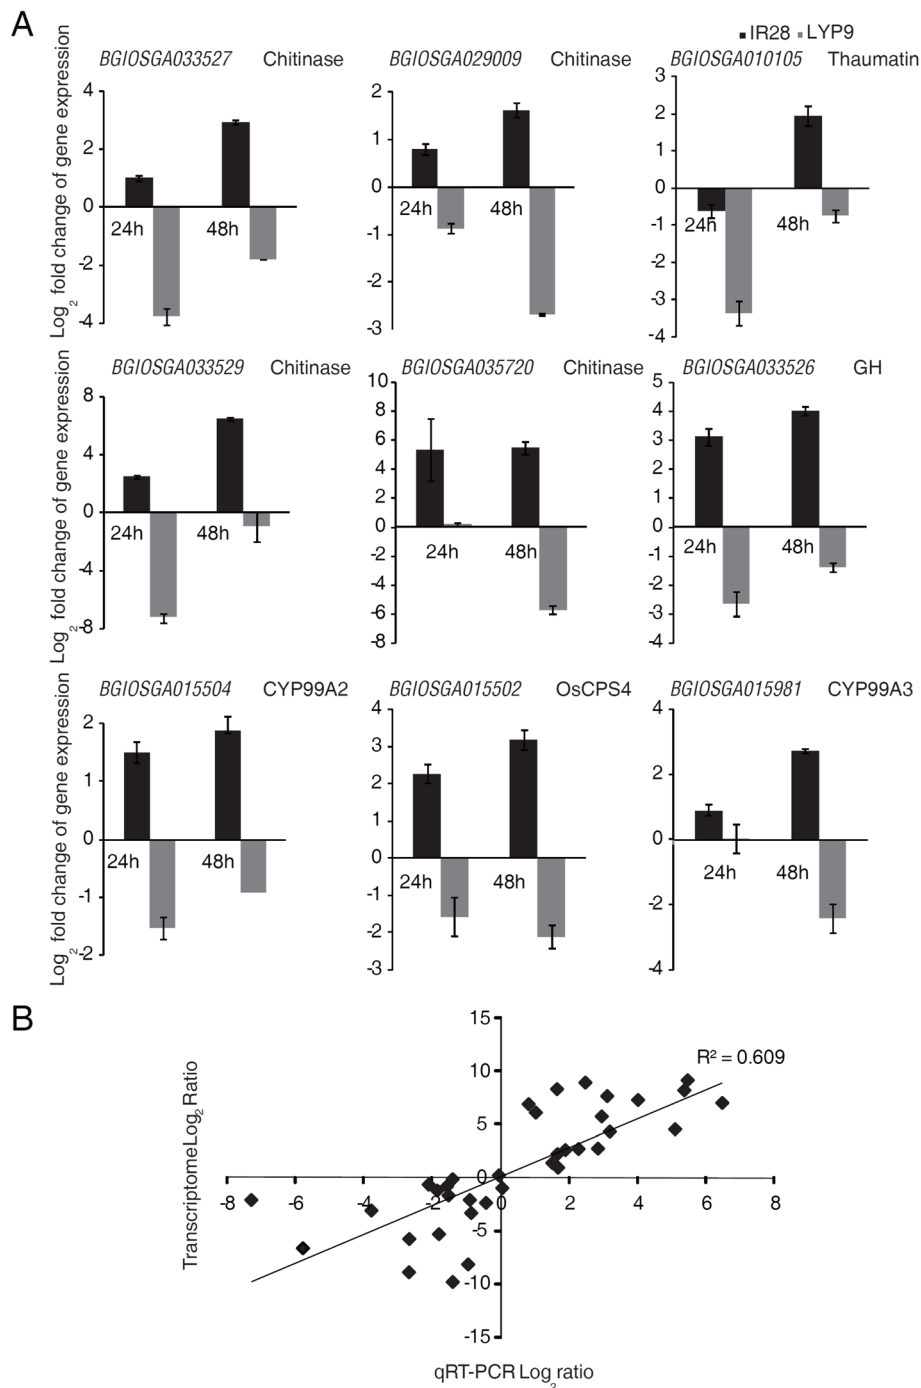 A
■ IR28 ■ LYP9
BGIOSGA033527 Chitinase
BGIOSGA029009 Chitinase
BGIOSGA010105 Thaumatin
Log2 fold change of gene expression
4
2
0
-2
-4
24h
48h
2
1
0
-1
-2
-3
24h
48h
3
2
1
0
-1
-2
-3
-4
24h
48h
BGIOSGA033529 Chitinase
BGIOSGA035720 Chitinase
BGIOSGA033526 GH
Log2 fold change of gene expression
8
4
0
-4
-8
24h
48h
10
8
6
4
2
0
-2
-4
-6
-8
24h
48h
5
4
3
2
1
0
-1
-2
-3
-4
24h
48h
BGIOSGA015504 CYP99A2
BGIOSGA015502 OsCPS4
BGIOSGA015981 CYP99A3
Log2 fold change of gene expression
2
1
0
-1
-2
24h
48h
4
3
2
1
0
-1
-2
-3
24h
48h
4
2
0
-2
-4
24h
48h
B
TranscriptomeLog2 Ratio
15
10
5
0
-5
-10
-15
R² = 0.609
-8 -6 -4 -2 0 2 4 6 8
qRT-PCR Log2 ratio